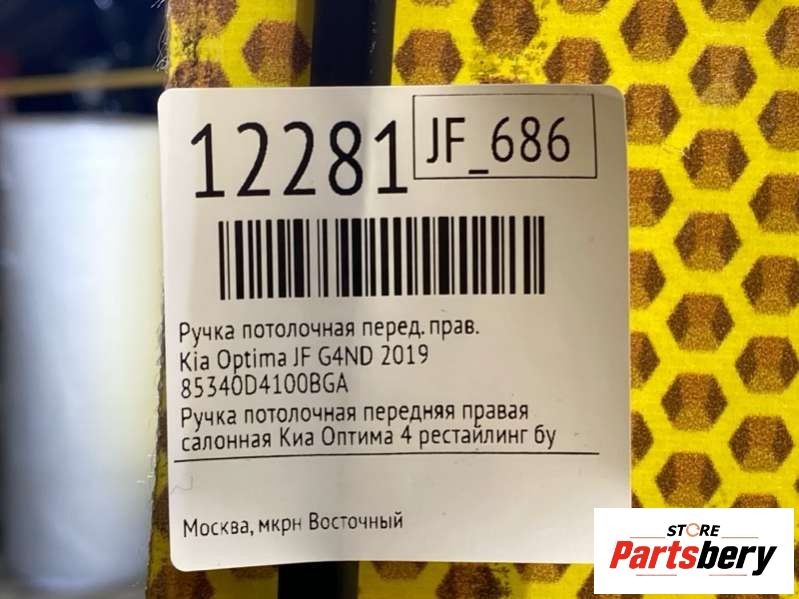 12281
JF_686
Ручка потолочная перед. прав.
Kia Optima JF G4ND 2019
85340D4100BGA
Ручка потолочная передняя правая
салонная Киа Оптима 4 рестайлинг бу
Москва, мкрн Восточный
STORE
Partsbery